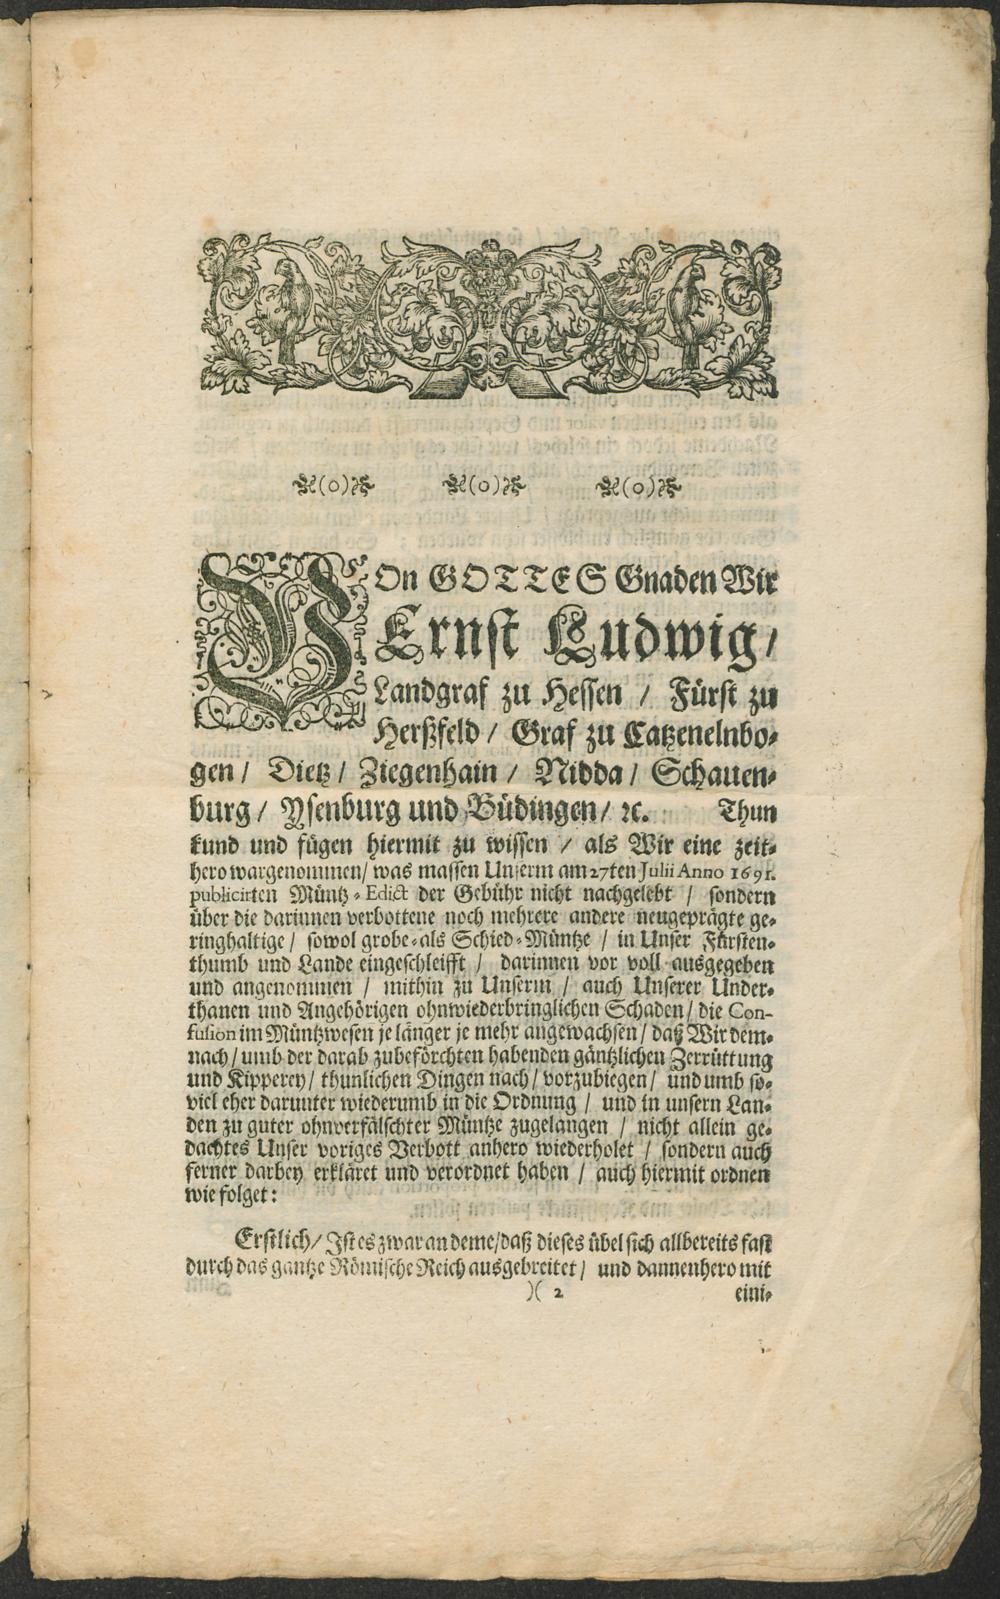 (o) (o) (o)
VOn GOTTES Gnaden Wir
Ernst Ludwig /
Landgraf zu Hessen / Fürst zu
Herßfeld / Graf zu Catzenelnbo-
gen / Dietz / Ziegenhain / Nidda / Schauen-
burg / Ysenburg und Büdingen / ꝛc. Thun
kund und fügen hiermit zu wissen / als Wir eine zeit-
hero wargenommen / was massen Unserm am 27ten Julii Anno 1691.
publicirten Müntz-Edict der Gebühr nicht nachgelebt / sondern
über die darinnen verbottene noch mehrere andere neugeprägte ge-
ringhaltige / sowol grobe-als Schied-Müntze / in Unser Fürsten-
thumb und Lande eingeschleifft / darinnen vor voll ausgegeben
und angenommen / mithin zu Unserm / auch Unserer Under-
thanen und Angehörigen ohnwiederbringlichen Schaden / die Con-
fusion im Müntzwesen je länger je mehr angewachsen / daß Wir dem-
nach / umb der darab zubeförchten habenden gäntzlichen Zerrüttung
und Kipperey / thunlichen Dingen nach / vorzubiegen / und umb so-
viel eher darunter wiederumb in die Ordnung / und in unsern Lan-
den zu guter ohnverfälschter Müntze zugelangen / nicht allein ge-
dachtes Unser voriges Verbott anhero wiederholet / sondern auch
ferner darbey erkläret und verordnet haben / auch hiermit ordnen
wie folget:
Erstlich / Ist es zwar an deme / daß dieses übel sich allbereits fast
durch das gantze Römische Reich ausgebreitet / und dannenhero mit
)( 2 eini-